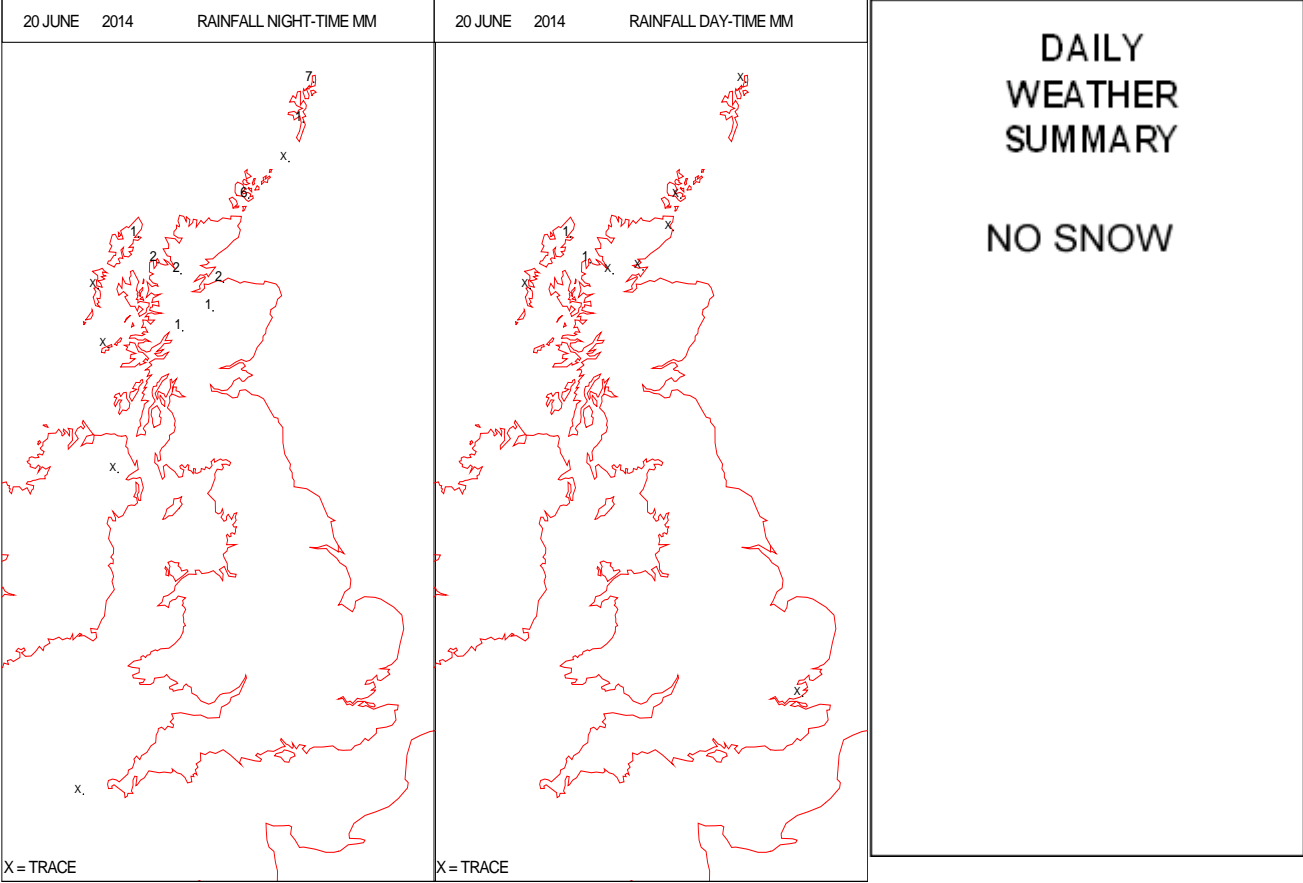 20 JUNE 2014 RAINFALL NIGHT-TIME MM
7
1
X
6
1
2
2
2
X
1
1
X
X
X
X = TRACE
20 JUNE 2014 RAINFALL DAY-TIME MM
X
X
X
1
1
X
X
X
X
X = TRACE
DAILY
WEATHER
SUMMARY
NO SNOW